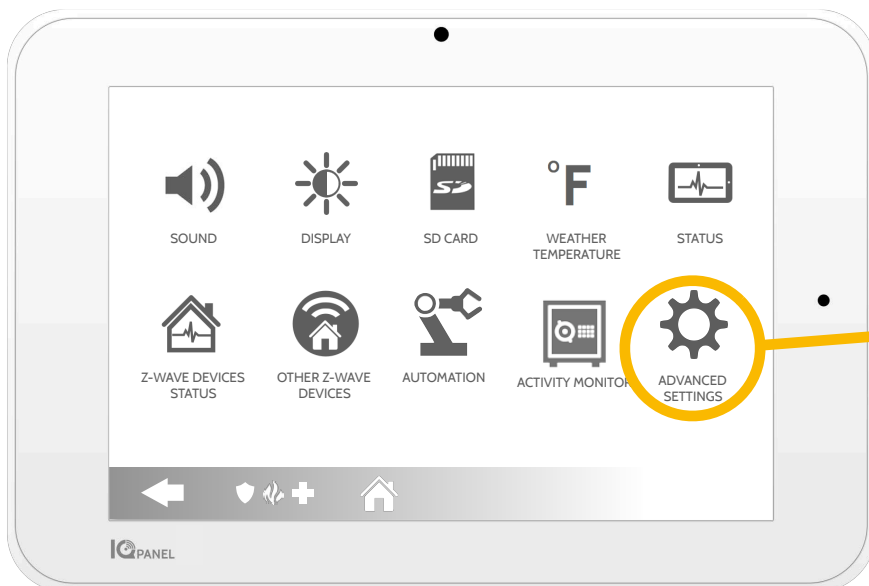 SOUND
DISPLAY
SD CARD
WEATHER
TEMPERATURE
STATUS
°F
SD
Z-WAVE DEVICES
STATUS
OTHER Z-WAVE
DEVICES
AUTOMATION
ACTIVITY MONITOR
ADVANCED
SETTINGS
IQ PANEL